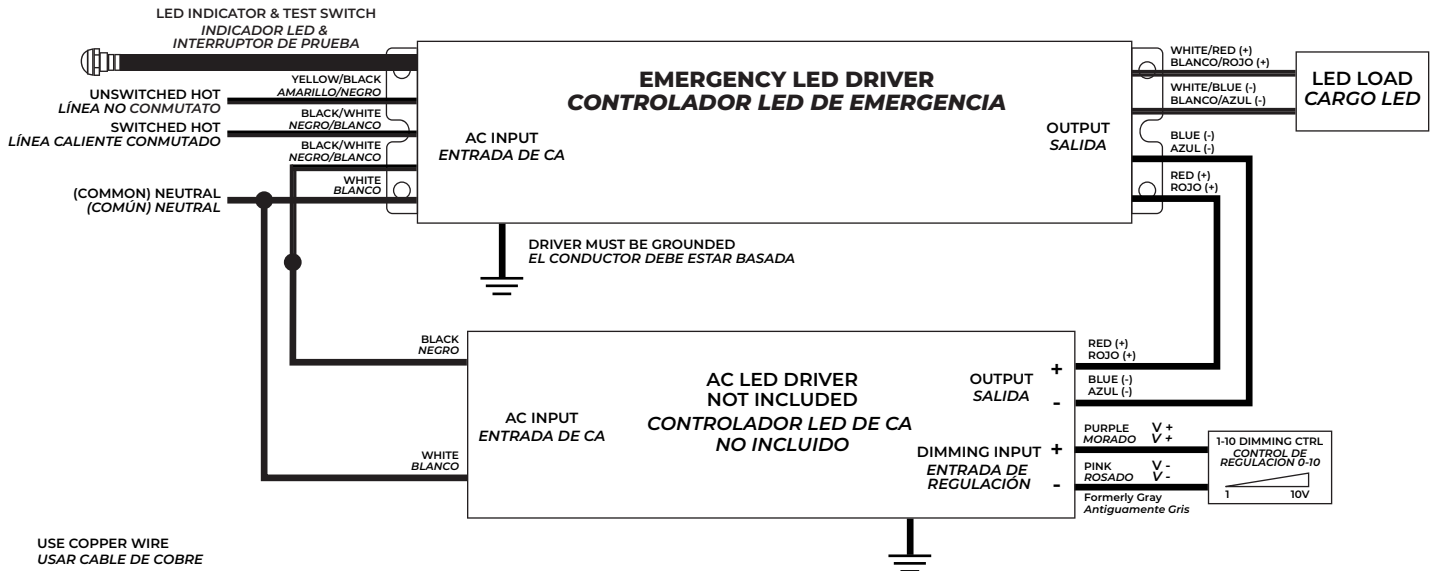 LED INDICATOR & TEST SWITCH
INDICADOR LED &
INTERRUPTOR DE PRUEBA
YELLOW/BLACK
AMARILLO/NEGRO
UNSWITCHED HOT
LÍNEA NO CONMUTATO
BLACK/WHITE
NEGRO/BLANCO
SWITCHED HOT
LÍNEA CALIENTE CONMUTADO
BLACK/WHITE
NEGRO/BLANCO
WHITE
BLANCO
(COMMON) NEUTRAL
(COMÚN) NEUTRAL
EMERGENCY LED DRIVER
CONTROLADOR LED DE EMERGENCIA
AC INPUT
ENTRADA DE CA
OUTPUT
SALIDA
WHITE/RED (+)
BLANCO/ROJO (+)
WHITE/BLUE (-)
BLANCO/AZUL (-)
LED LOAD
CARGO LED
BLUE (-)
AZUL (-)
RED (+)
ROJO (+)
DRIVER MUST BE GROUNDED
EL CONDUCTOR DEBE ESTAR BASADA
BLACK
NEGRO
WHITE
BLANCO
AC INPUT
ENTRADA DE CA
AC LED DRIVER
NOT INCLUDED
CONTROLADOR LED DE CA
NO INCLUIDO
OUTPUT
SALIDA
+
-
RED (+)
ROJO (+)
BLUE (-)
AZUL (-)
DIMMING INPUT
ENTRADA DE
REGULACIÓN
+
-
PURPLE V +
MORADO V +
PINK V -
ROSADO V -
Formerly Gray
Antiguamente Gris
1-10 DIMMING CTRL
CONTROL DE
REGULACIÓN 0-10
1 10V
USE COPPER WIRE
USAR CABLE DE COBRE